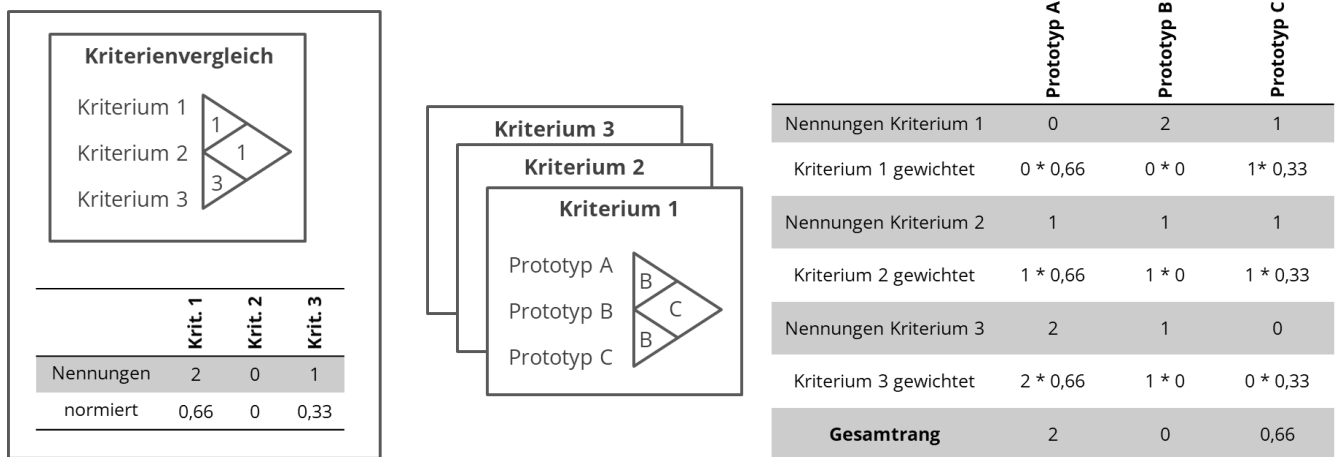 Kriterienvergleich
Kriterium 1
Kriterium 2
Kriterium 3
1
1
3
Krit. 1 Krit. 2 Krit. 3
Nennungen 2 0 1
normiert 0,66 0 0,33
Kriterium 3
Kriterium 2
Kriterium 1
Prototyp A
Prototyp B
Prototyp C
B
C
B
Prototyp A Prototyp B Prototyp C
Nennungen Kriterium 1 0 2 1
Kriterium 1 gewichtet 0 * 0,66 0 * 0 1* 0,33
Nennungen Kriterium 2 1 1 1
Kriterium 2 gewichtet 1 * 0,66 1 * 0 1 * 0,33
Nennungen Kriterium 3 2 1 0
Kriterium 3 gewichtet 2 * 0,66 1 * 0 0 * 0,33
Gesamtrang 2 0 0,66